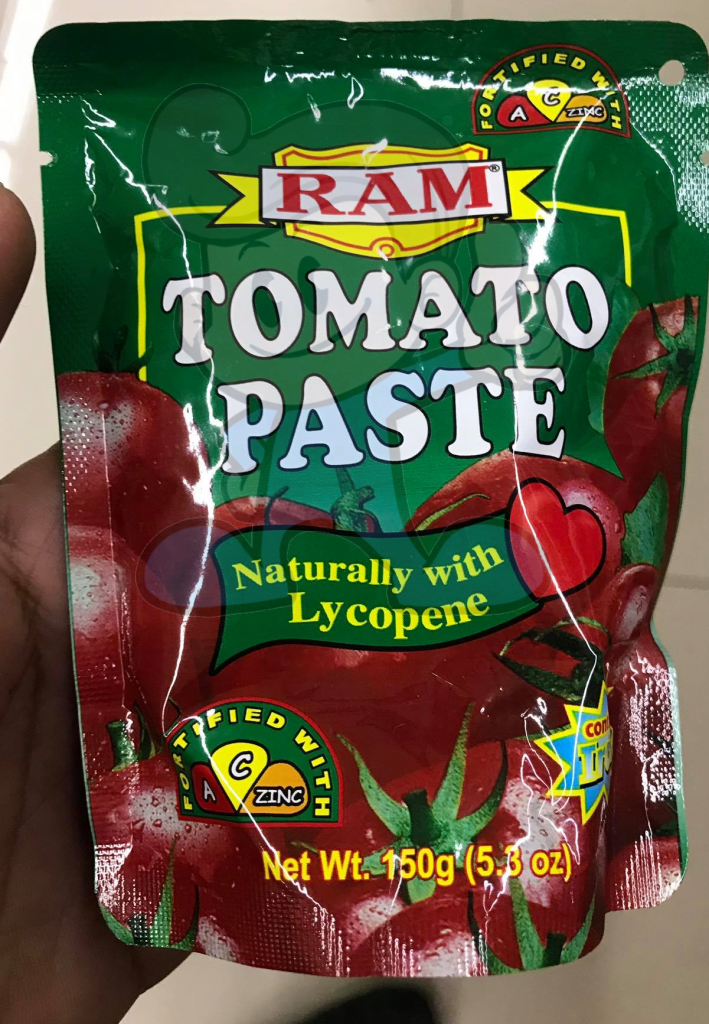 FORTIFIED WITH
A C ZINC
RAM®
TOMATO
PASTE
Naturally with
Lycopene
FORTIFIED WITH
A C ZINC
Net Wt. 150g (5.3 oz)